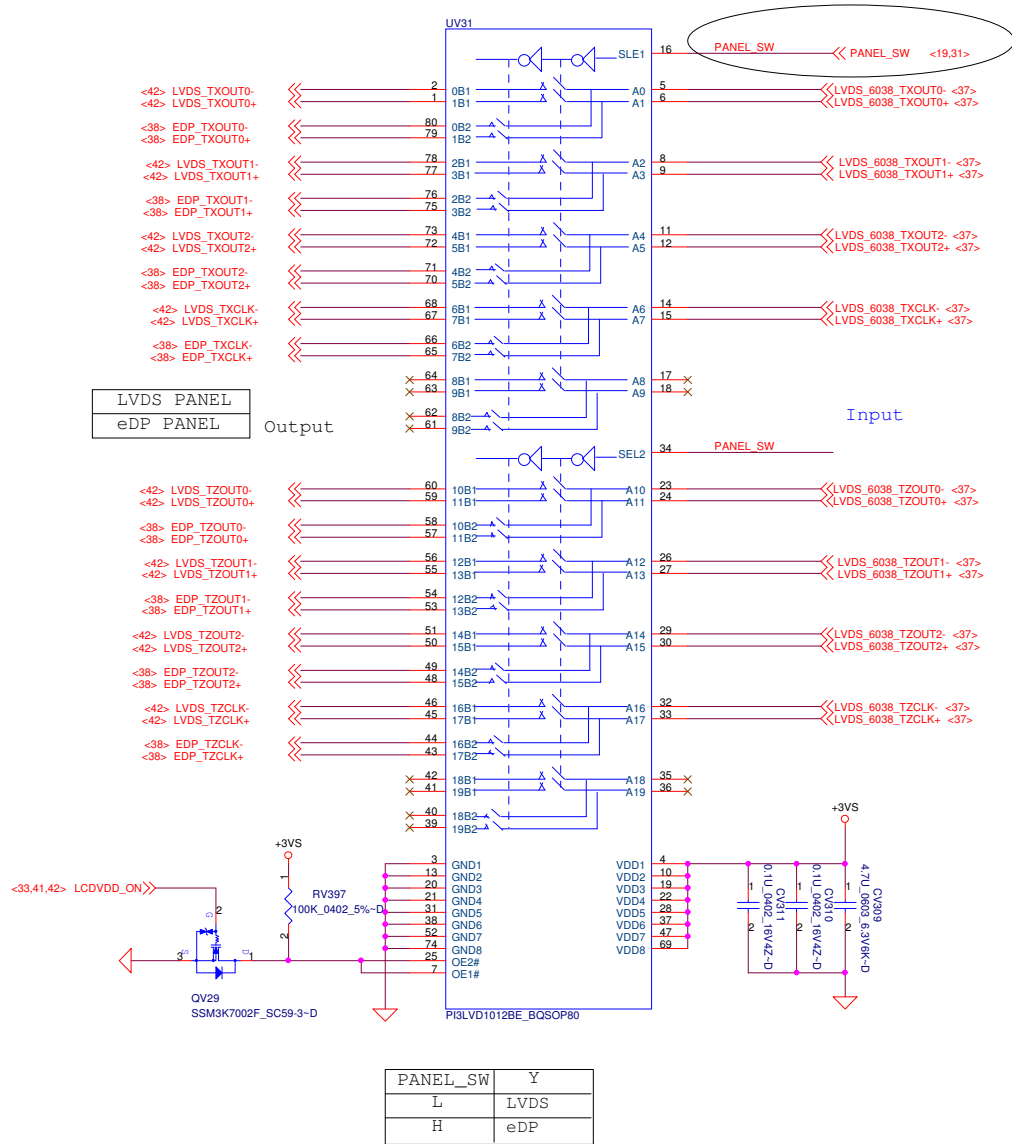 UV31
16 SLE1 PANEL_SW PANEL_SW <19,31>
<42> LVDS_TXOUT0- 2 0B1 A0 5 LVDS_6038_TXOUT0- <37>
<42> LVDS_TXOUT0+ 1 1B1 A1 6 LVDS_6038_TXOUT0+ <37>
<38> EDP_TXOUT0- 80 0B2
<38> EDP_TXOUT0+ 79 1B2
<42> LVDS_TXOUT1- 78 2B1 A2 8 LVDS_6038_TXOUT1- <37>
<42> LVDS_TXOUT1+ 77 3B1 A3 9 LVDS_6038_TXOUT1+ <37>
<38> EDP_TXOUT1- 76 2B2
<38> EDP_TXOUT1+ 75 3B2
<42> LVDS_TXOUT2- 73 4B1 A4 11 LVDS_6038_TXOUT2- <37>
<42> LVDS_TXOUT2+ 72 5B1 A5 12 LVDS_6038_TXOUT2+ <37>
<38> EDP_TXOUT2- 71 4B2
<38> EDP_TXOUT2+ 70 5B2
<42> LVDS_TXCLK- 68 6B1 A6 14 LVDS_6038_TXCLK- <37>
<42> LVDS_TXCLK+ 67 7B1 A7 15 LVDS_6038_TXCLK+ <37>
<38> EDP_TXCLK- 66 6B2
<38> EDP_TXCLK+ 65 7B2
64 8B1 A8 17
63 9B1 A9 18
62 8B2
61 9B2
LVDS PANEL
eDP PANEL
Output
Input
SEL2 34 PANEL_SW
<42> LVDS_TZOUT0- 60 10B1 A10 23 LVDS_6038_TZOUT0- <37>
<42> LVDS_TZOUT0+ 59 11B1 A11 24 LVDS_6038_TZOUT0+ <37>
<38> EDP_TZOUT0- 58 10B2
<38> EDP_TZOUT0+ 57 11B2
<42> LVDS_TZOUT1- 56 12B1 A12 26 LVDS_6038_TZOUT1- <37>
<42> LVDS_TZOUT1+ 55 13B1 A13 27 LVDS_6038_TZOUT1+ <37>
<38> EDP_TZOUT1- 54 12B2
<38> EDP_TZOUT1+ 53 13B2
<42> LVDS_TZOUT2- 51 14B1 A14 29 LVDS_6038_TZOUT2- <37>
<42> LVDS_TZOUT2+ 50 15B1 A15 30 LVDS_6038_TZOUT2+ <37>
<38> EDP_TZOUT2- 49 14B2
<38> EDP_TZOUT2+ 48 15B2
<42> LVDS_TZCLK- 46 16B1 A16 32 LVDS_6038_TZCLK- <37>
<42> LVDS_TZCLK+ 45 17B1 A17 33 LVDS_6038_TZCLK+ <37>
<38> EDP_TZCLK- 44 16B2
<38> EDP_TZCLK+ 43 17B2
42 18B1 A18 35
41 19B1 A19 36
40 18B2
39 19B2
3 GND1 VDD1 4
13 GND2 VDD2 10
20 GND3 VDD3 19
21 GND4 VDD4 22
31 GND5 VDD5 28
38 GND6 VDD6 37
52 GND7 VDD7 47
74 GND8 VDD8 69
25 OE2#
7 OE1#
PI3LVD1012BE_BQSOP80
+3VS
1
RV397
100K_0402_5%~D
2
<33,41,42> LCDVDD_ON
2
G
3 S D 1
QV29
SSM3K7002F_SC59-3~D
+3VS
1 2 CV311
0.1U_0402_16V4Z~D
1 2 CV310
0.1U_0402_16V4Z~D
1 2 CV309
4.7U_0603_6.3V6K~D
PANEL_SW Y
L LVDS
H eDP